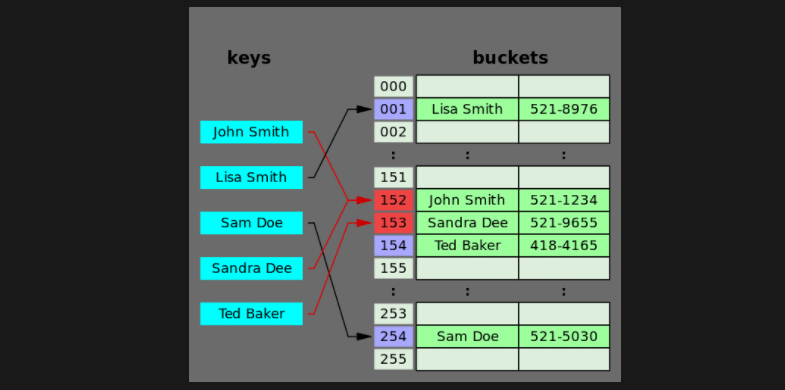 keys buckets
000
001 Lisa Smith 521-8976
John Smith 002
: : :
Lisa Smith 151
152 John Smith 521-1234
Sam Doe 153 Sandra Dee 521-9655
154 Ted Baker 418-4165
Sandra Dee 155
: : :
Ted Baker 253
254 Sam Doe 521-5030
255